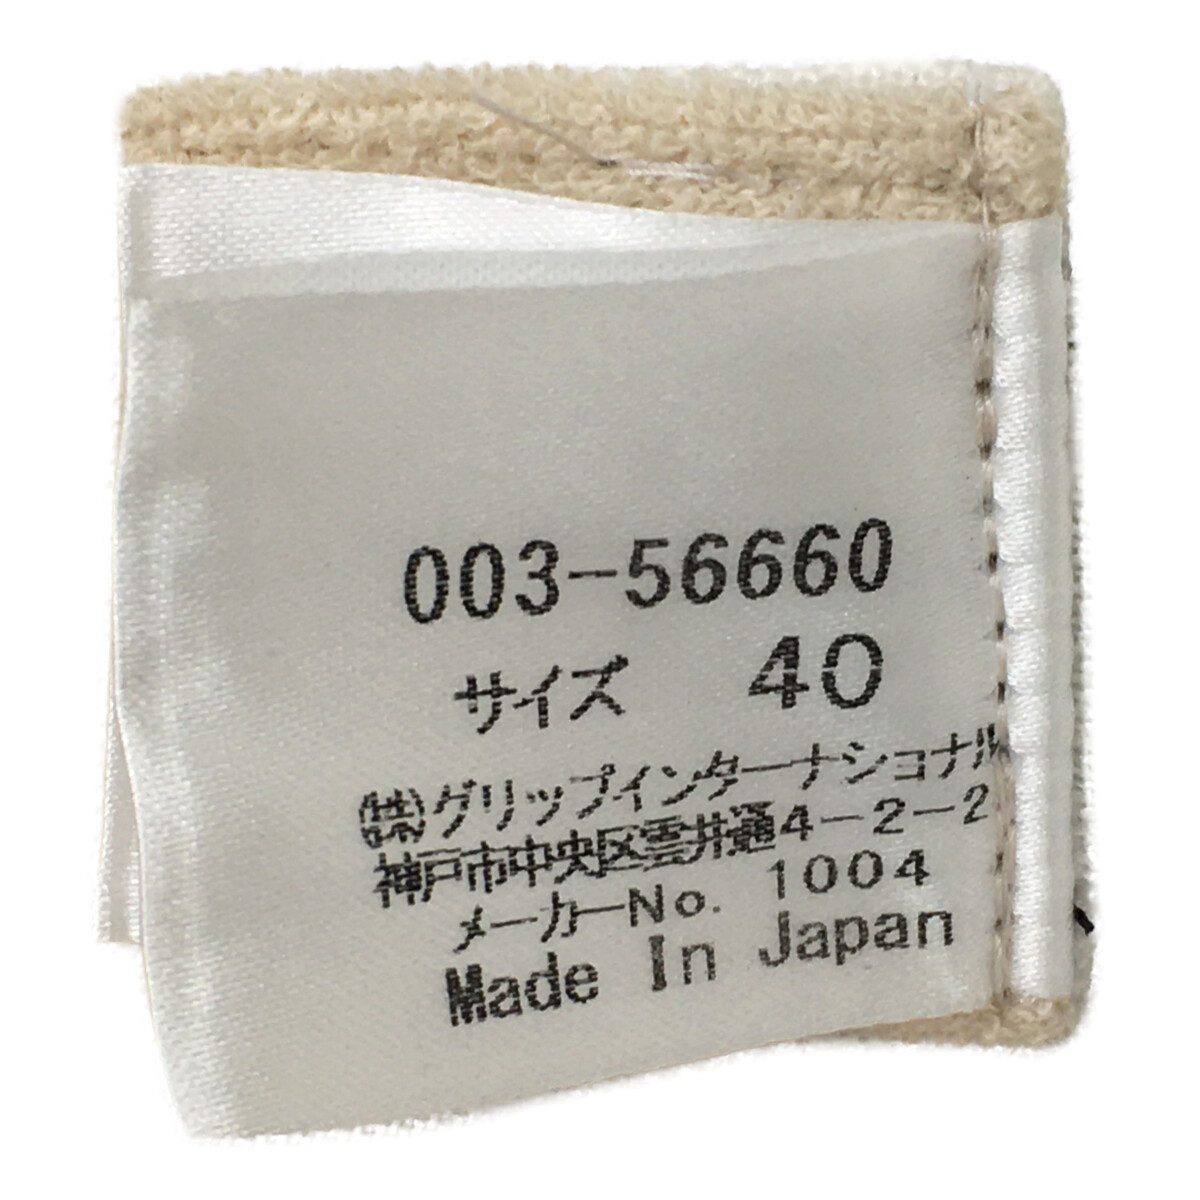 003-56660
サイズ 40
㈱グリップインターナショナル
神戸市中央区雲井通4-2-2
メーカーNo. 1004
Made In Japan